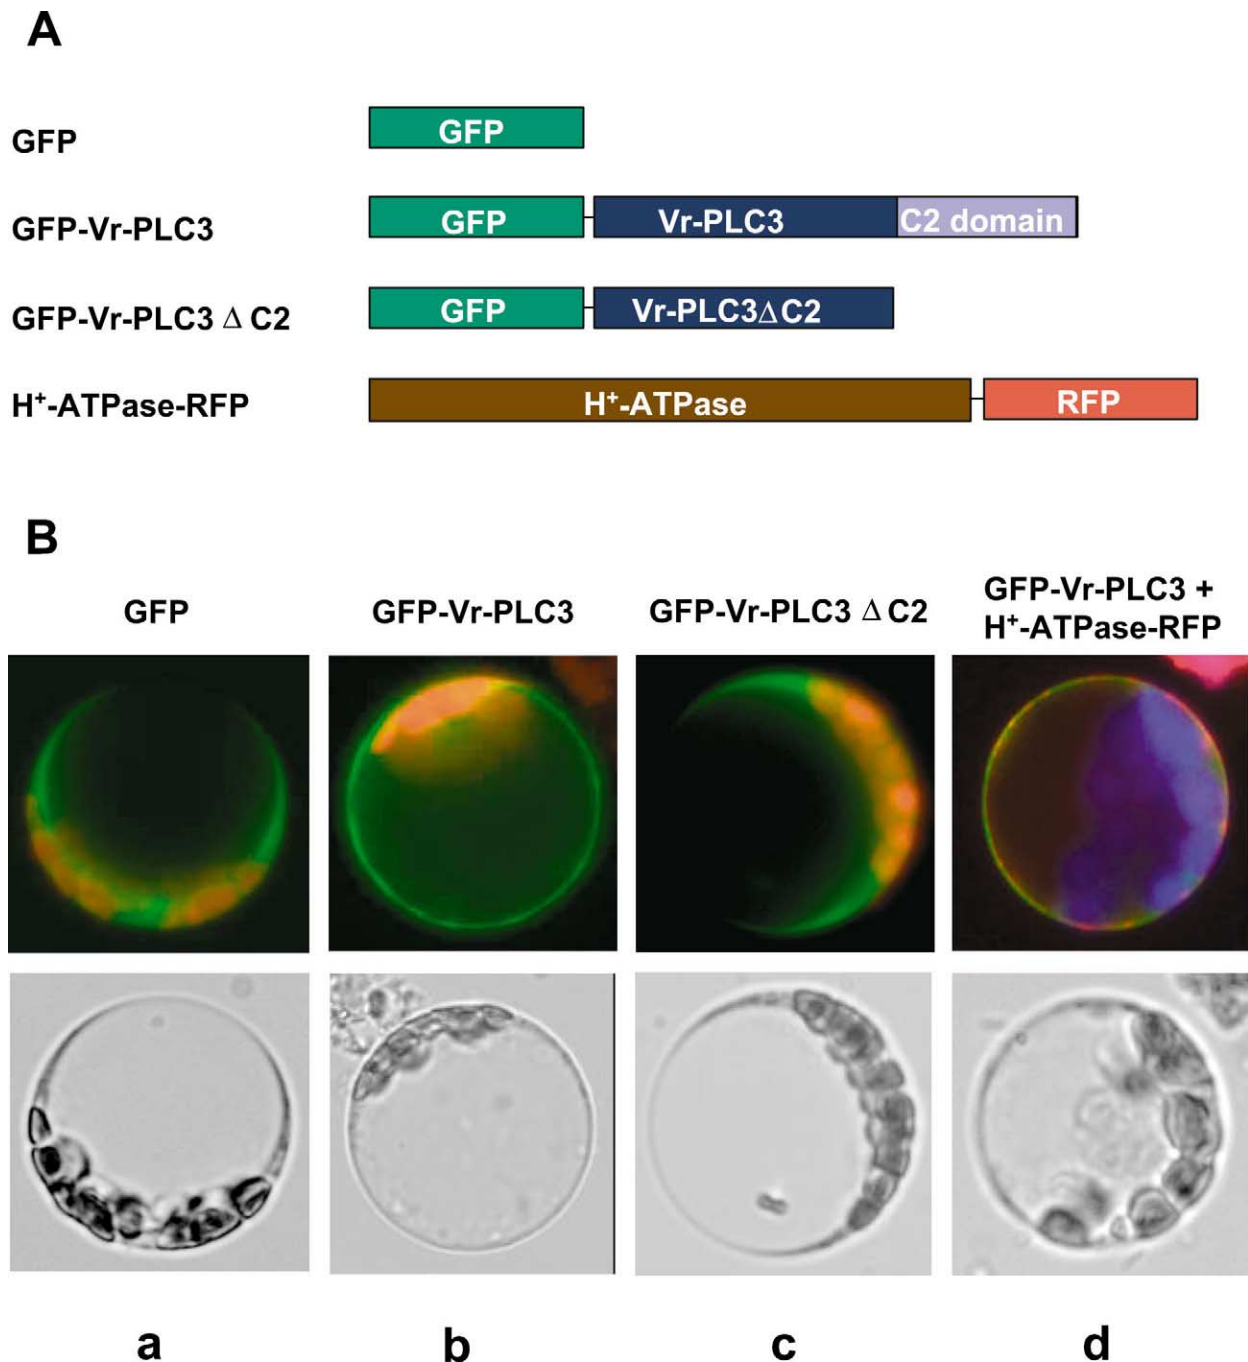 A
GFP
GFP
GFP-Vr-PLC3
GFP
Vr-PLC3
C2 domain
GFP-Vr-PLC3 Δ C2
GFP
Vr-PLC3ΔC2
H⁺-ATPase-RFP
H⁺-ATPase
RFP
B
GFP
GFP-Vr-PLC3
GFP-Vr-PLC3 Δ C2
GFP-Vr-PLC3 +
H⁺-ATPase-RFP
a
b
c
d